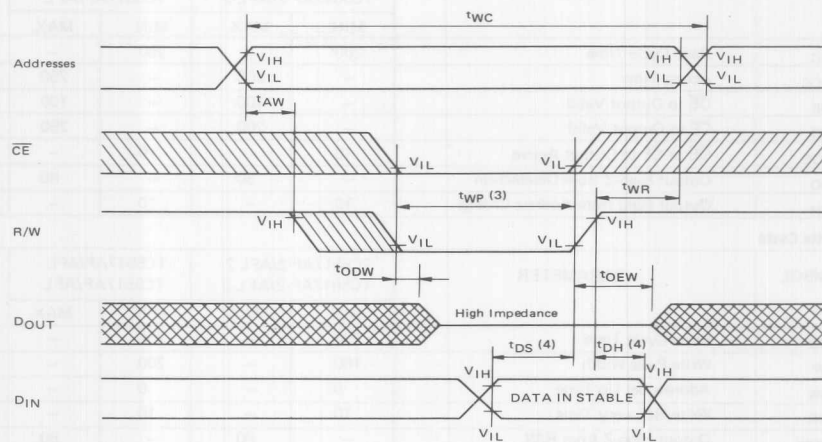 tWC
Addresses
VIH
VIL
VIH
VIL
VIH
VIL
tAW
CE
VIL
VIL
tWR
tWP (3)
R/W
VIH
VIL
VIL
VIH
tODW
tOEW
DOUT
High Impedance
tDS (4)
tDH (4)
DIN
VIH
VIL
DATA IN STABLE
VIH
VIL